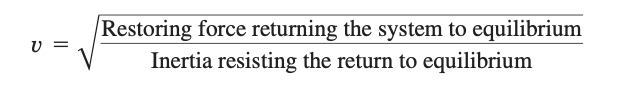 v = √(Restoring force returning the system to equilibrium
Inertia resisting the return to equilibrium)